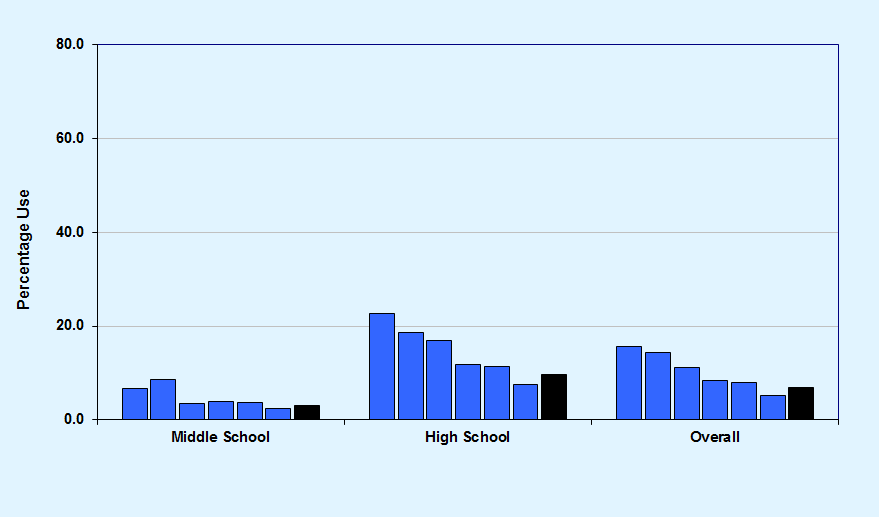 80.0
60.0
40.0
20.0
0.0
Percentage Use
Middle School
High School
Overall